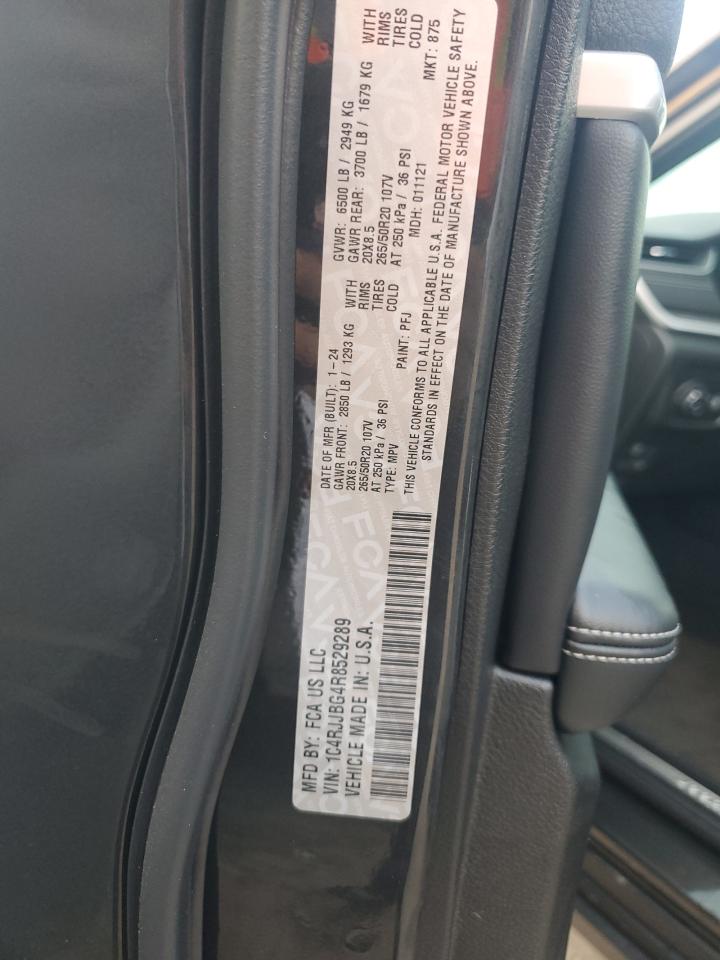 MFD BY: FCA US LLC
VIN: 1C4RJJBG4R8529289
VEHICLE MADE IN: U.S.A.
DATE OF MFR (BUILT): 1-24
GVWR: 6500 LB / 2949 KG
GAWR FRONT: 2850 LB / 1293 KG WITH
20X8.5 RIMS
265/50R20 107V TIRES
AT 250 kPa / 36 PSI COLD
GAWR REAR: 3700 LB / 1679 KG WITH
20X8.5 RIMS
265/50R20 107V TIRES
AT 250 kPa / 36 PSI COLD
TYPE: MPV PAINT: PFJ MDH: 011121 MKT: 875
THIS VEHICLE CONFORMS TO ALL APPLICABLE U.S.A. FEDERAL MOTOR VEHICLE SAFETY
STANDARDS IN EFFECT ON THE DATE OF MANUFACTURE SHOWN ABOVE.